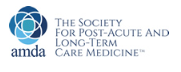 THE SOCIETY
FOR POST-ACUTE AND
LONG-TERM
CARE MEDICINE™
amda